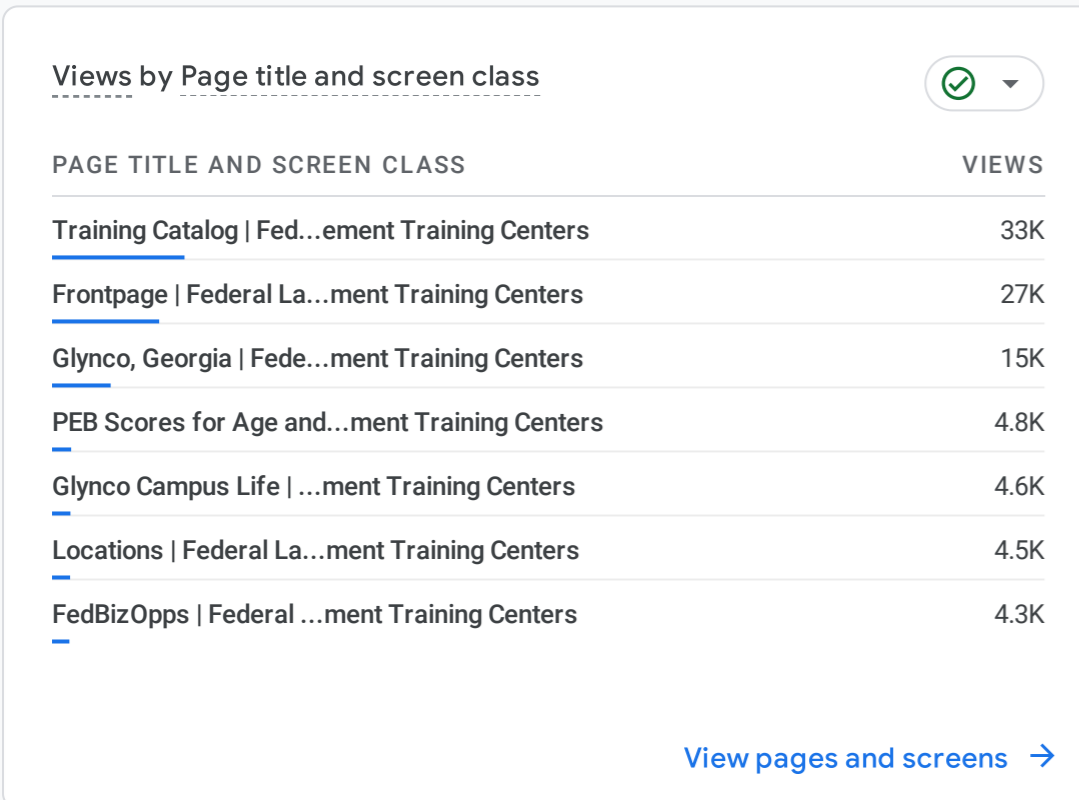 Views by Page title and screen class
PAGE TITLE AND SCREEN CLASS VIEWS
Training Catalog | Fed...ement Training Centers 33K
Frontpage | Federal La...ment Training Centers 27K
Glynco, Georgia | Fede...ment Training Centers 15K
PEB Scores for Age and...ment Training Centers 4.8K
Glynco Campus Life | ...ment Training Centers 4.6K
Locations | Federal La...ment Training Centers 4.5K
FedBizOpps | Federal ...ment Training Centers 4.3K
View pages and screens